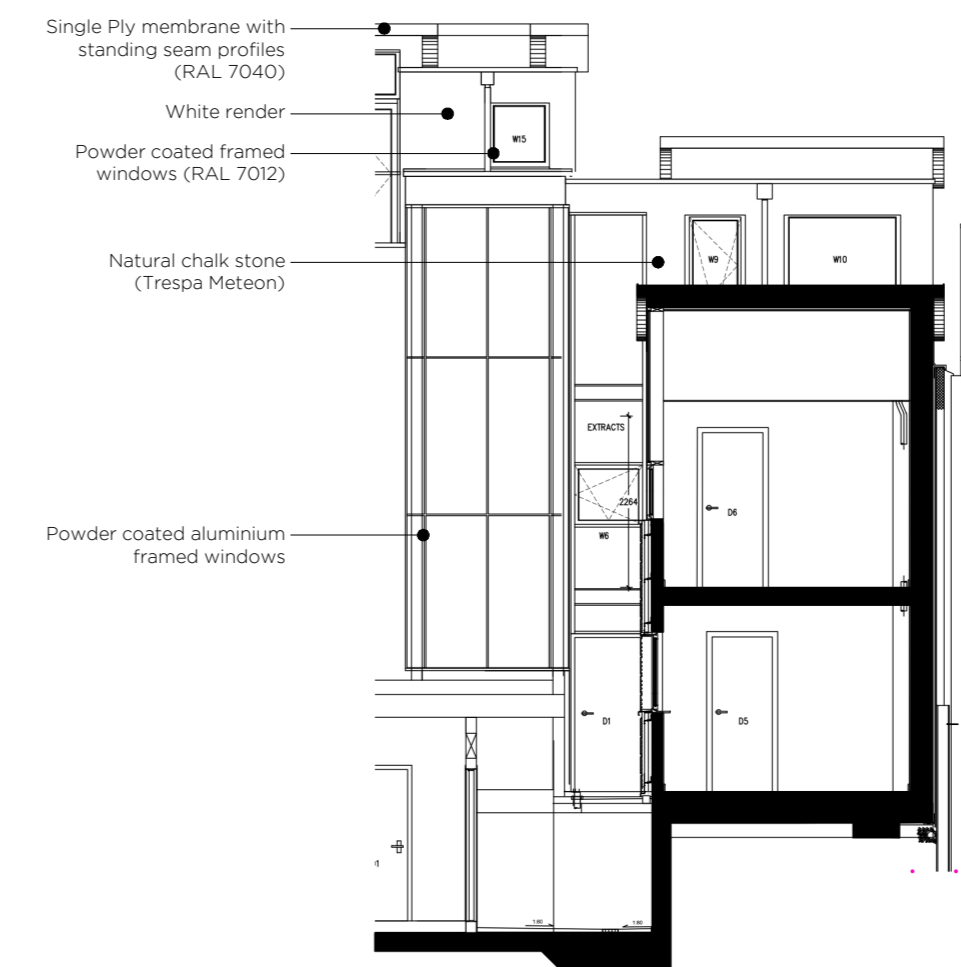 Single Ply membrane with
standing seam profiles
(RAL 7040)
White render
Powder coated framed
windows (RAL 7012)
W15
Natural chalk stone
(Trespa Meteon)
W9
W10
EXTRACTS
2264
W6
D6
Powder coated aluminium
framed windows
D1
D5
1:60
1:60